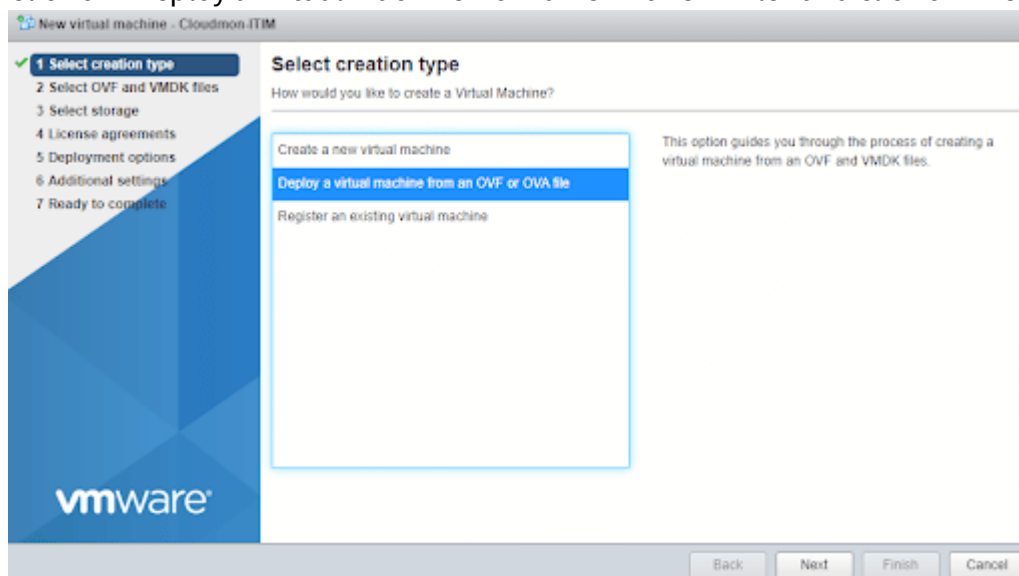 New virtual machine - Cloudmon-ITIM
1 Select creation type
2 Select OVF and VMDK files
3 Select storage
4 License agreements
5 Deployment options
6 Additional settings
7 Ready to complete
Select creation type
How would you like to create a Virtual Machine?
Create a new virtual machine
Deploy a virtual machine from an OVF or OVA file
Register an existing virtual machine
This option guides you through the process of creating a
virtual machine from an OVF and VMDK files.
vmware
Back Next Finish Cancel